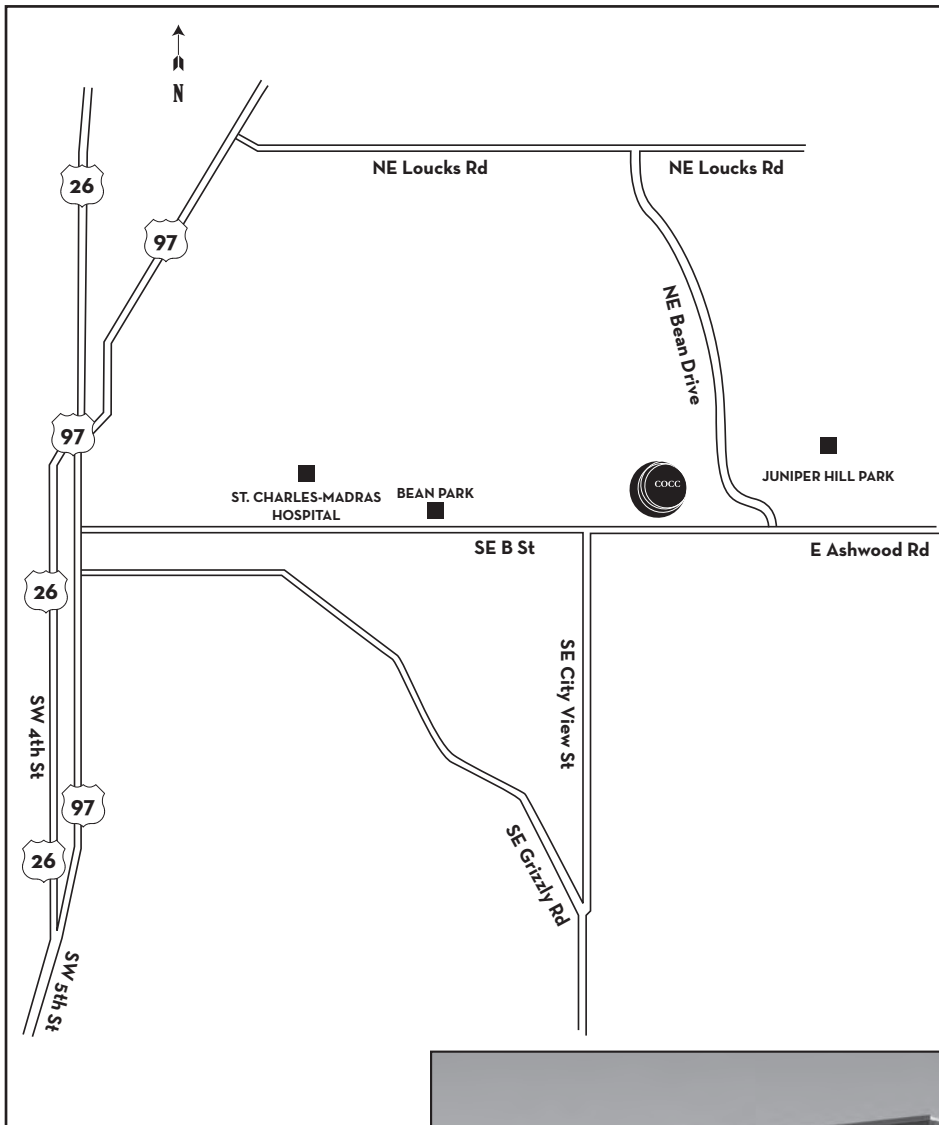 N
26
NE Loucks Rd
NE Loucks Rd
97
NE Bean Drive
97
JUNIPER HILL PARK
COCC
ST. CHARLES-MADRAS
HOSPITAL
BEAN PARK
SE B St
E Ashwood Rd
26
SE City View St
SW 4th St
97
26
SE Grizzly Rd
SW 5th St